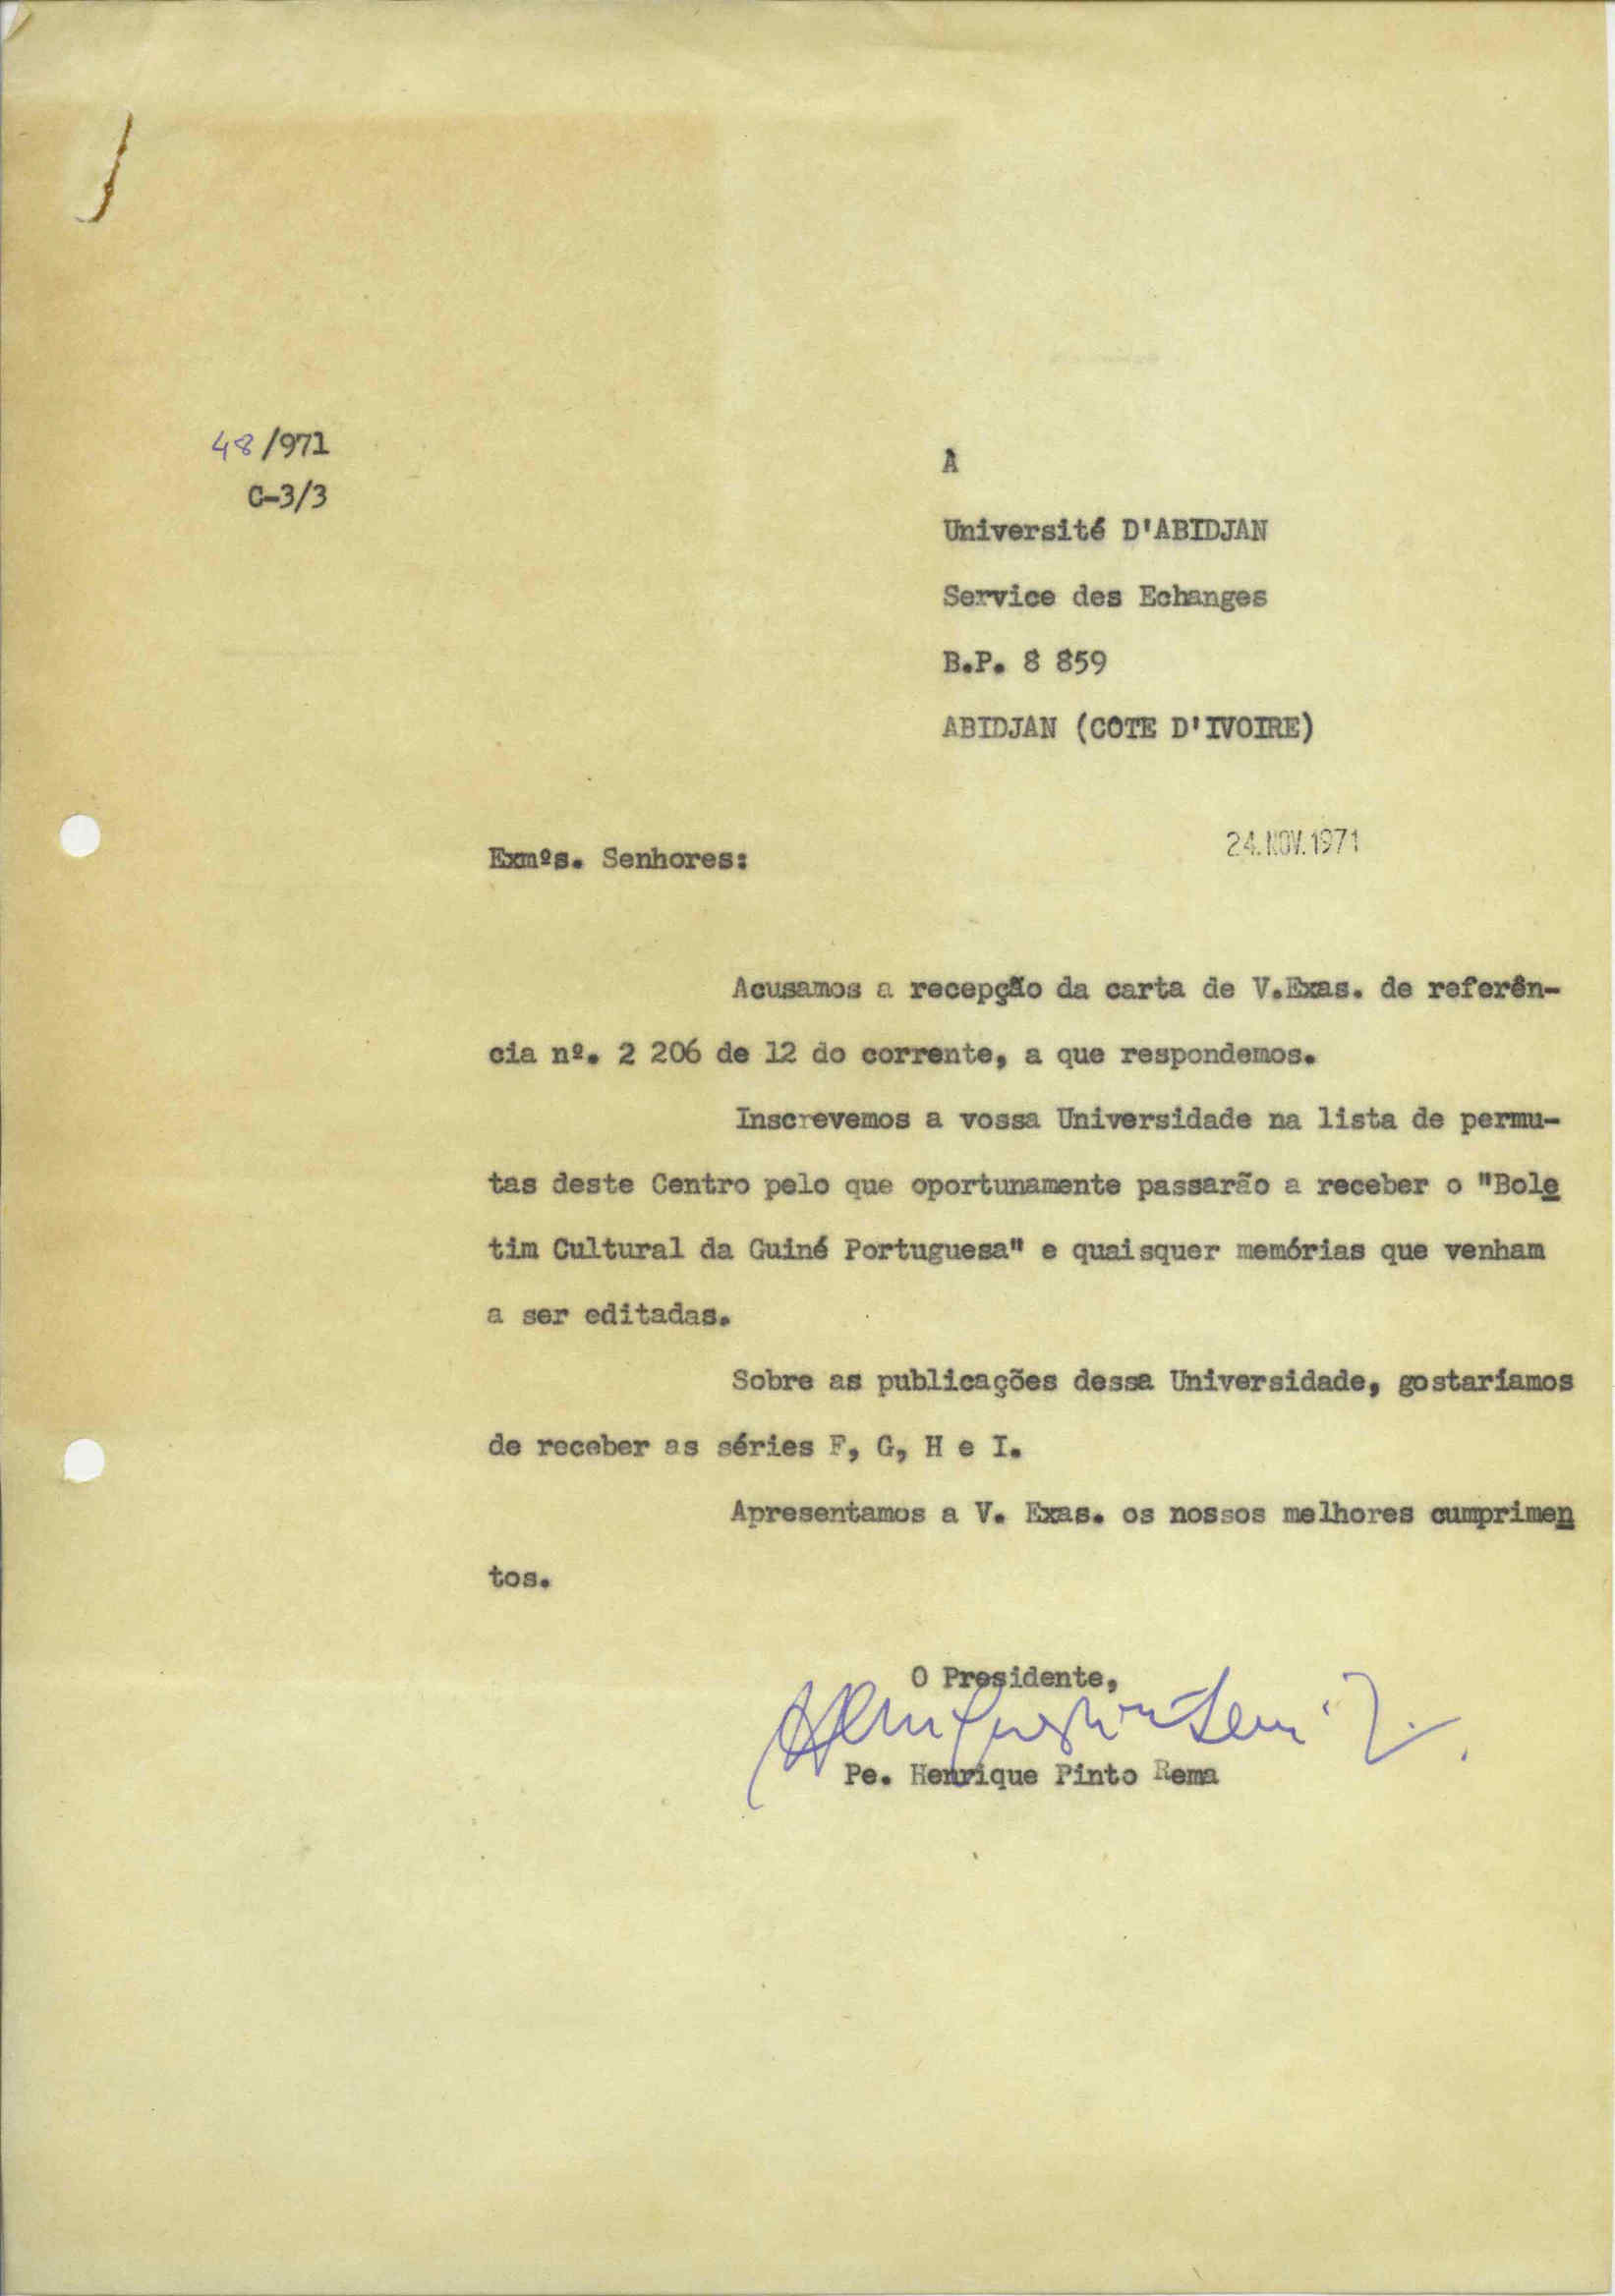 48/971
C-3/3
À
Université D'ABIDJAN
Service des Echanges
B.P. 8 859
ABIDJAN (COTE D'IVOIRE)
24.NOV.1971
Exmºs. Senhores:
Acusamos a recepção da carta de V.Exas. de referên-
cia nº. 2 206 de 12 do corrente, a que respondemos.
Inscrevemos a vossa Universidade na lista de permu-
tas deste Centro pelo que oportunamente passarão a receber o "Bole
tim Cultural da Guiné Portuguesa" e quaisquer memórias que venham
a ser editadas.
Sobre as publicações dessa Universidade, gostaríamos
de receber as séries F, G, H e I.
Apresentamos a V. Exas. os nossos melhores cumprimen
tos.
O Presidente,
Pe. Henrique Pinto Rema